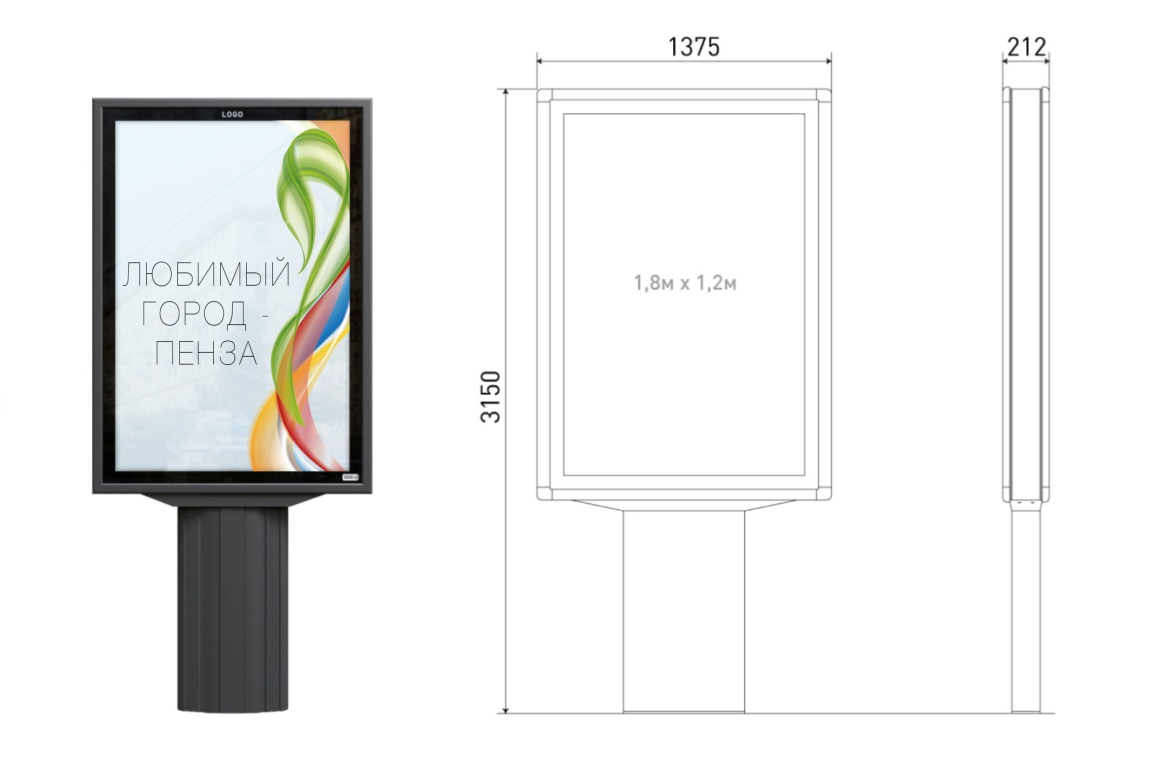 LOGO
ЛЮБИМЫЙ
ГОРОД -
ПЕНЗА
1375
212
3150
1,8м x 1,2м